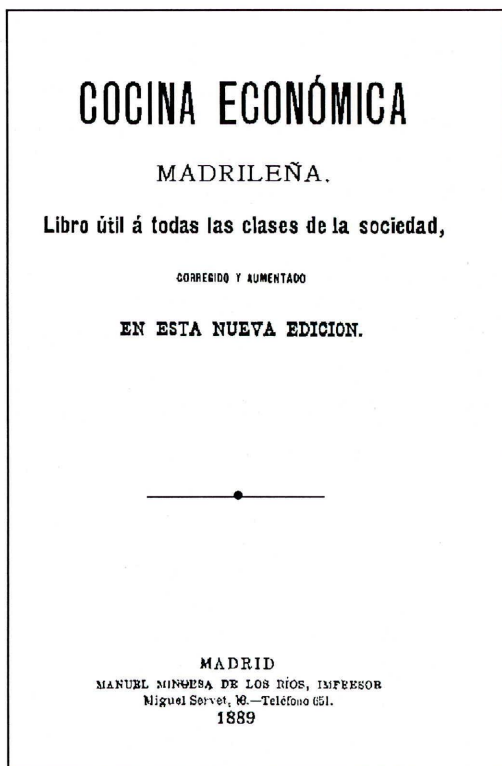 COCINA ECONÓMICA
MADRILEÑA.
Libro útil á todas las clases de la sociedad,
CORREGIDO Y AUMENTADO
EN ESTA NUEVA EDICION.
MADRID
MANUEL MINUESA DE LOS RÍOS, IMPRESOR
Miguel Servet, —Teléfono 651.
1889